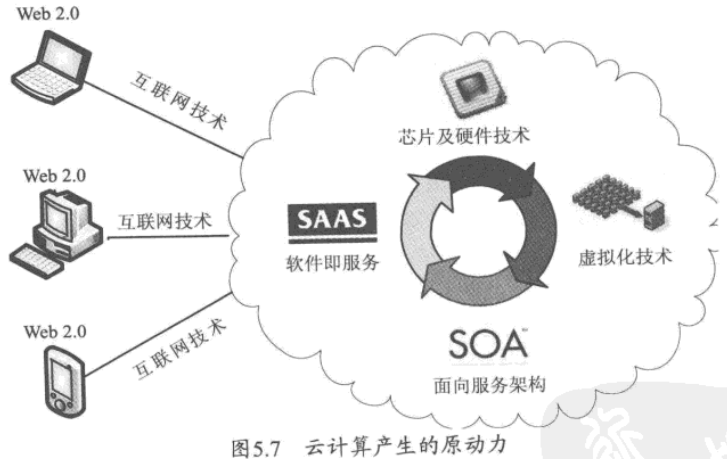 Web 2.0
互联网技术
芯片及硬件技术
Web 2.0
互联网技术
SAAS
软件即服务
虚拟化技术
Web 2.0
互联网技术
SOA
面向服务架构
图5.7 云计算产生的原动力